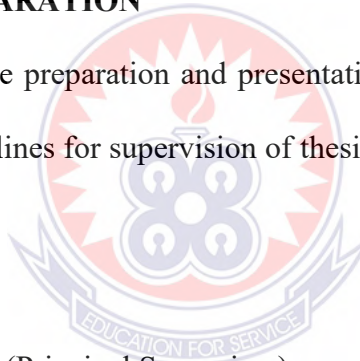 ARATION
e preparation and presentati
lines for supervision of thesi
EDUCATION FOR SERVICE
(Principal Supervisor)